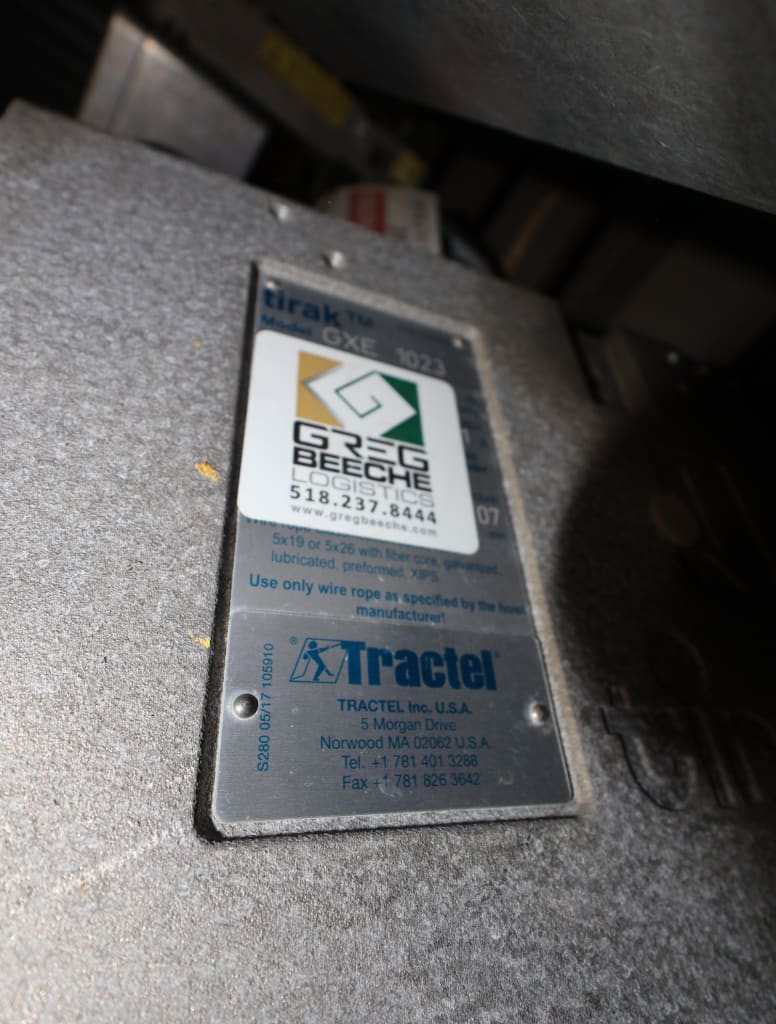 tirak™
Model GXE 1023
GREG
BEECHE
LOGISTICS
518.237.8444
www.gregbeeche.com
07
Wire rope
5x19 or 5x26 with fiber core, galvanized,
lubricated, preformed, XIPS
Use only wire rope as specified by the hoist
manufacturer!
® Tractel®
TRACTEL Inc. U.S.A.
5 Morgan Drive
Norwood MA 02062 U.S.A.
Tel. +1 781 401 3288
Fax +1 781 826 3642
S280 05/17 105910